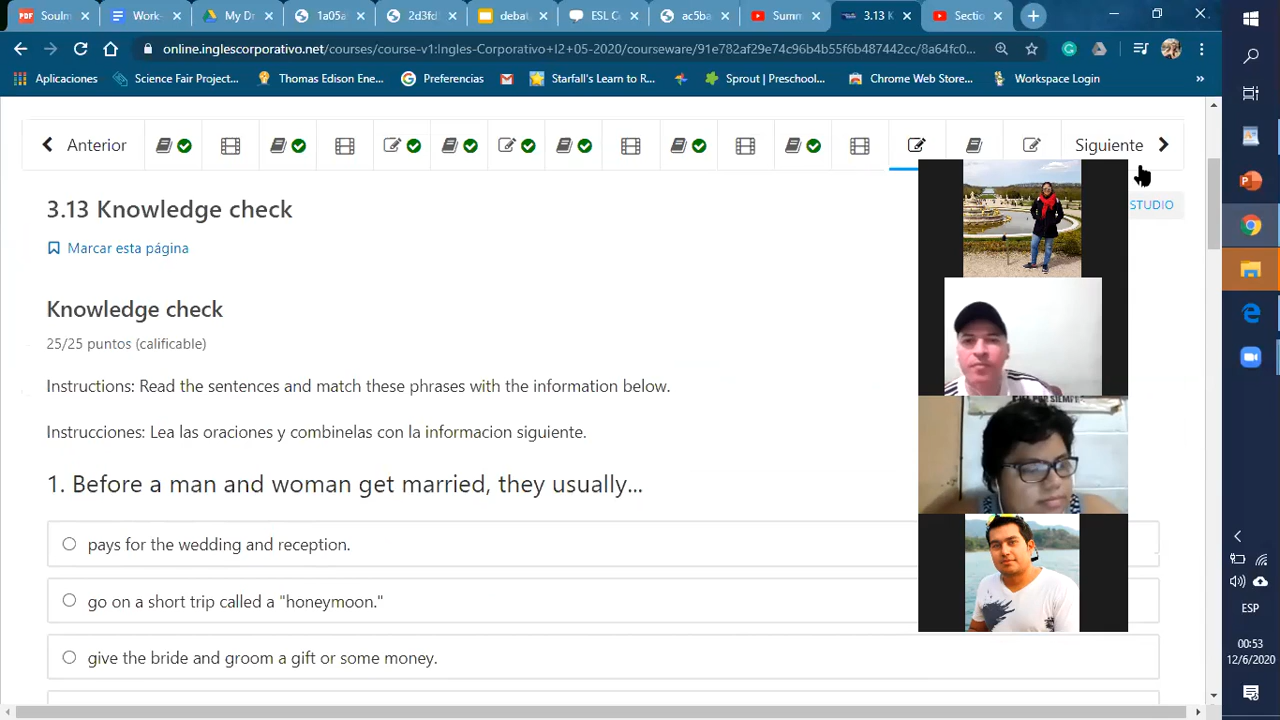 Soulm
Work-
My Dr
1a05a
2d3fd
debat
ESL C
ac5ba
Summ
3.13 K
Sectio
online.inglescorporativo.net/courses/course-v1:Ingles-Corporativo+I2+05-2020/courseware/91e782af29e74c96b4b55f6b487442cc/8a64fc0...
Aplicaciones
Science Fair Project...
Thomas Edison Ene...
Preferencias
Starfall's Learn to R...
Sprout | Preschool...
Chrome Web Store...
Workspace Login
»
Anterior
Siguiente
STUDIO
3.13 Knowledge check
Marcar esta página
Knowledge check
25/25 puntos (calificable)
Instructions: Read the sentences and match these phrases with the information below.
Instrucciones: Lea las oraciones y combinelas con la informacion siguiente.
1. Before a man and woman get married, they usually...
pays for the wedding and reception.
go on a short trip called a "honeymoon."
give the bride and groom a gift or some money.
ESP
00:53
12/6/2020